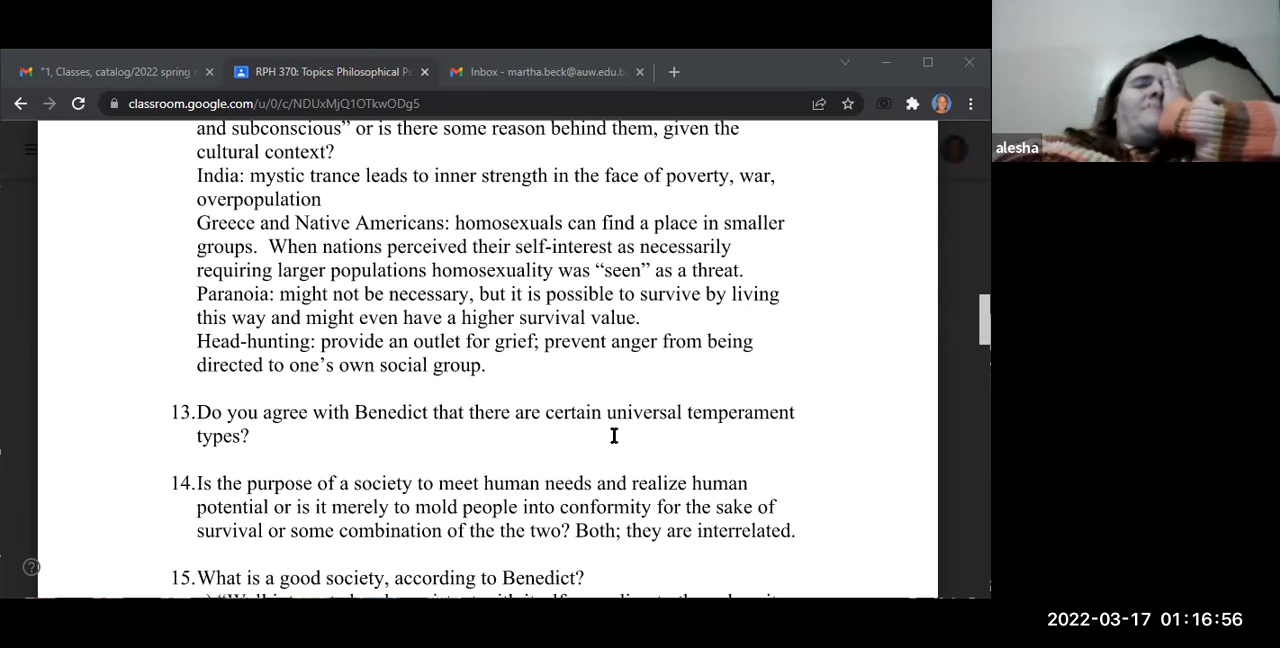 "1, Classes, catalog/2022 spring
RPH 370: Topics: Philosophical P
Inbox - martha.beck@auw.edu.b
classroom.google.com/u/0/c/NDUxMjQ1OTkwODg5
alesha
and subconscious” or is there some reason behind them, given the
cultural context?
India: mystic trance leads to inner strength in the face of poverty, war,
overpopulation
Greece and Native Americans: homosexuals can find a place in smaller
groups. When nations perceived their self-interest as necessarily
requiring larger populations homosexuality was “seen” as a threat.
Paranoia: might not be necessary, but it is possible to survive by living
this way and might even have a higher survival value.
Head-hunting: provide an outlet for grief; prevent anger from being
directed to one’s own social group.
13.Do you agree with Benedict that there are certain universal temperament
types?
14.Is the purpose of a society to meet human needs and realize human
potential or is it merely to mold people into conformity for the sake of
survival or some combination of the the two? Both; they are interrelated.
15.What is a good society, according to Benedict?
2022-03-17 01:16:56